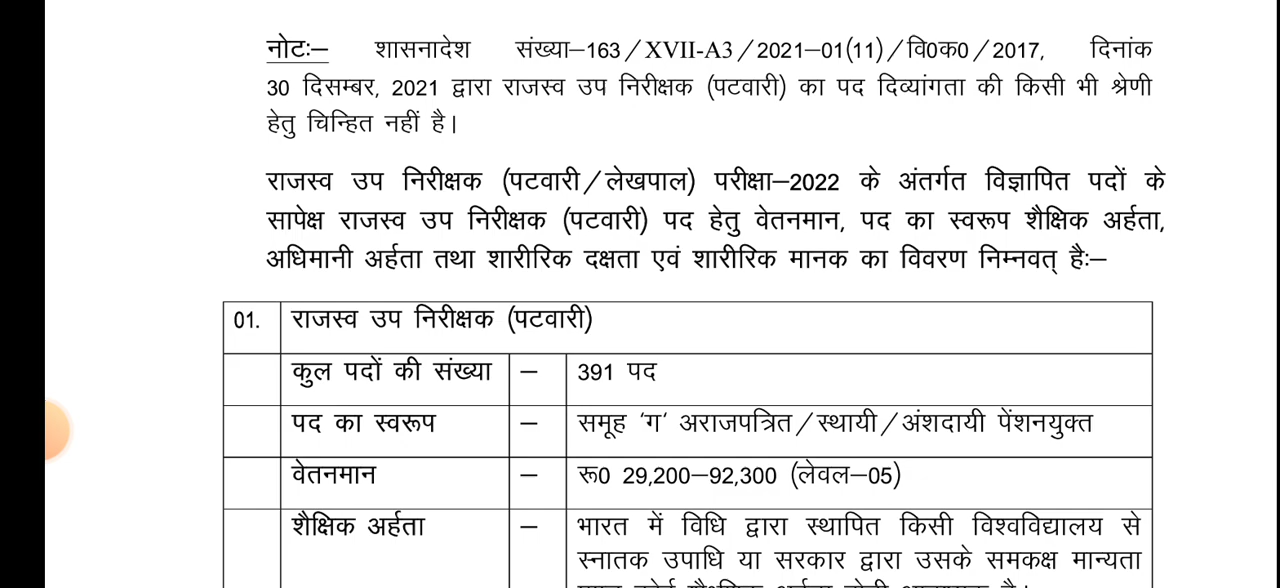 नोटः– शासनादेश संख्या–163/XVII-A3/2021–01(11)/वि0क0/2017, दिनांक
30 दिसम्बर, 2021 द्वारा राजस्व उप निरीक्षक (पटवारी) का पद दिव्यांगता की किसी भी श्रेणी
हेतु चिन्हित नहीं है।
राजस्व उप निरीक्षक (पटवारी/लेखपाल) परीक्षा–2022 के अंतर्गत विज्ञापित पदों के
सापेक्ष राजस्व उप निरीक्षक (पटवारी) पद हेतु वेतनमान, पद का स्वरूप शैक्षिक अर्हता,
अधिमानी अर्हता तथा शारीरिक दक्षता एवं शारीरिक मानक का विवरण निम्नवत् हैः–
01. राजस्व उप निरीक्षक (पटवारी)
कुल पदों की संख्या – 391 पद
पद का स्वरूप – समूह 'ग' अराजपत्रित/स्थायी/अंशदायी पेंशनयुक्त
वेतनमान – रू0 29,200–92,300 (लेवल–05)
शैक्षिक अर्हता – भारत में विधि द्वारा स्थापित किसी विश्वविद्यालय से
स्नातक उपाधि या सरकार द्वारा उसके समकक्ष मान्यता